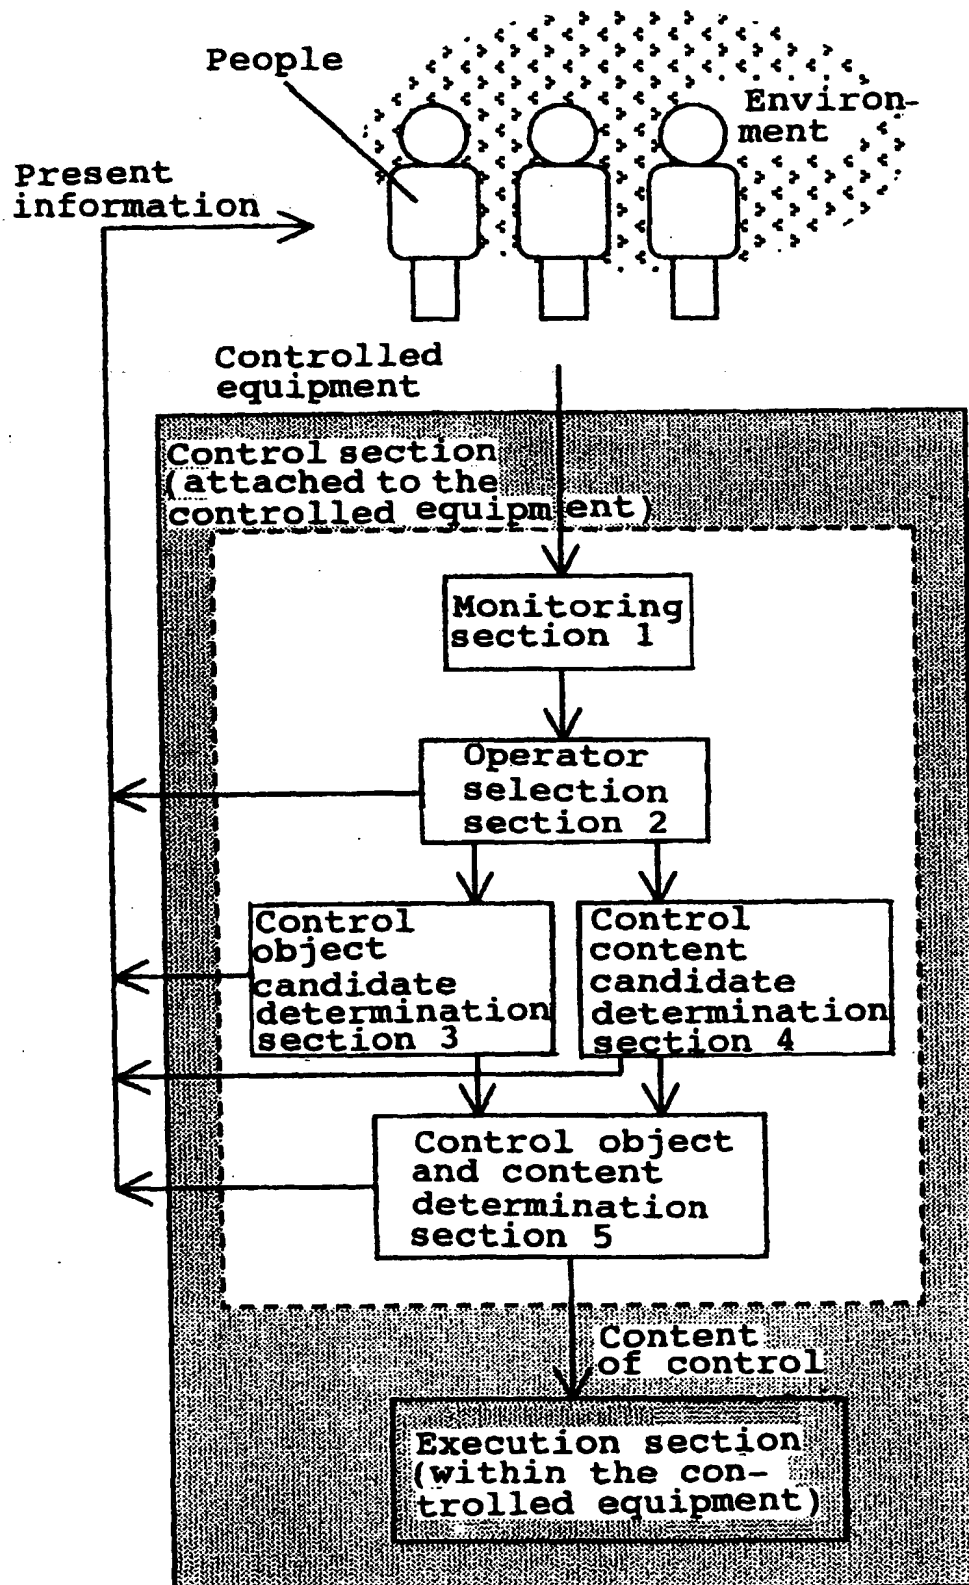 People
Environ-
ment
Present
information
Controlled
equipment
Control section
(attached to the
controlled equipment)
Monitoring
section 1
Operator
selection
section 2
Control
object
candidate
determination
section 3
Control
content
candidate
determination
section 4
Control object
and content
determination
section 5
Content
of control
Execution section
(within the con-
trolled equipment)